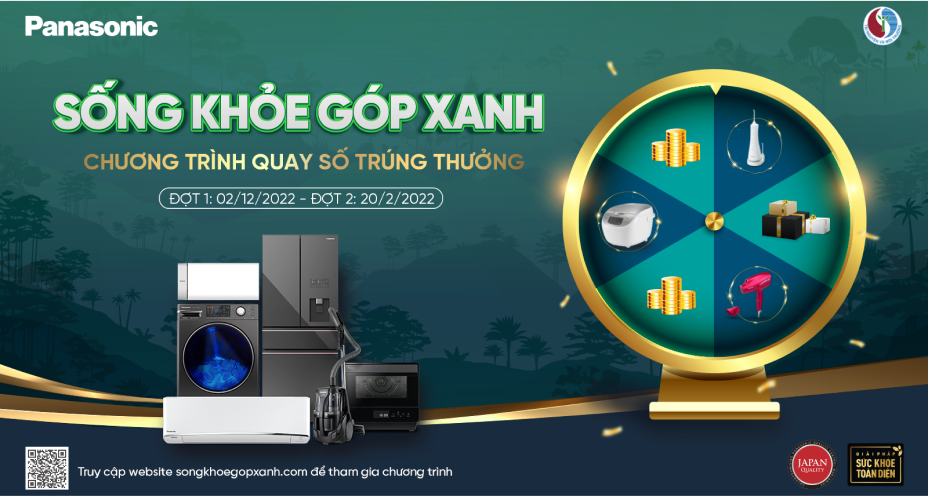 Panasonic
SỐNG KHỎE GÓP XANH
CHƯƠNG TRÌNH QUAY SỐ TRÚNG THƯỞNG
ĐỢT 1: 02/12/2022 - ĐỢT 2: 20/2/2022
Truy cập website songkhoegopxanh.com để tham gia chương trình
JAPAN
QUALITY
GIẢI PHÁP
SỨC KHỎE
TOÀN DIỆN